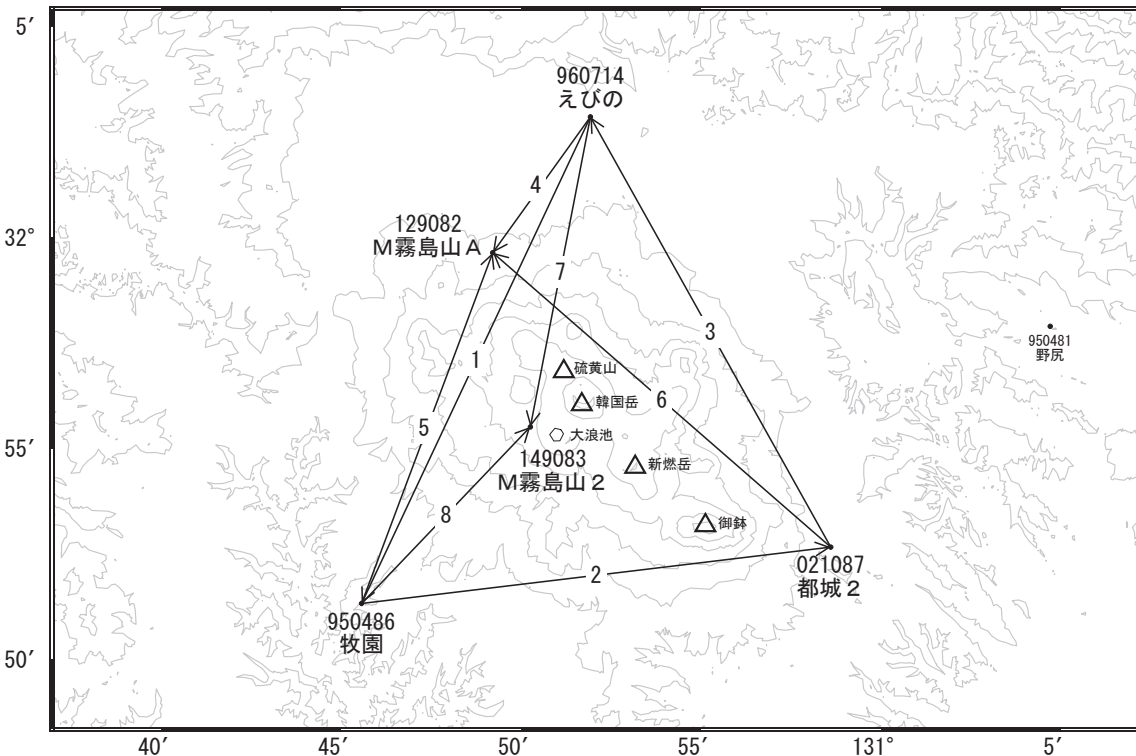 5′
960714
えびの
4
129082
M霧島山A
32°
7
3
950481
野尻
1
硫黄山
6
韓国岳
5
大浪池
55′
149083
M霧島山2
新燃岳
8
御鉢
021087
都城2
2
950486
牧園
50′
40′
45′
50′
55′
131°
5′